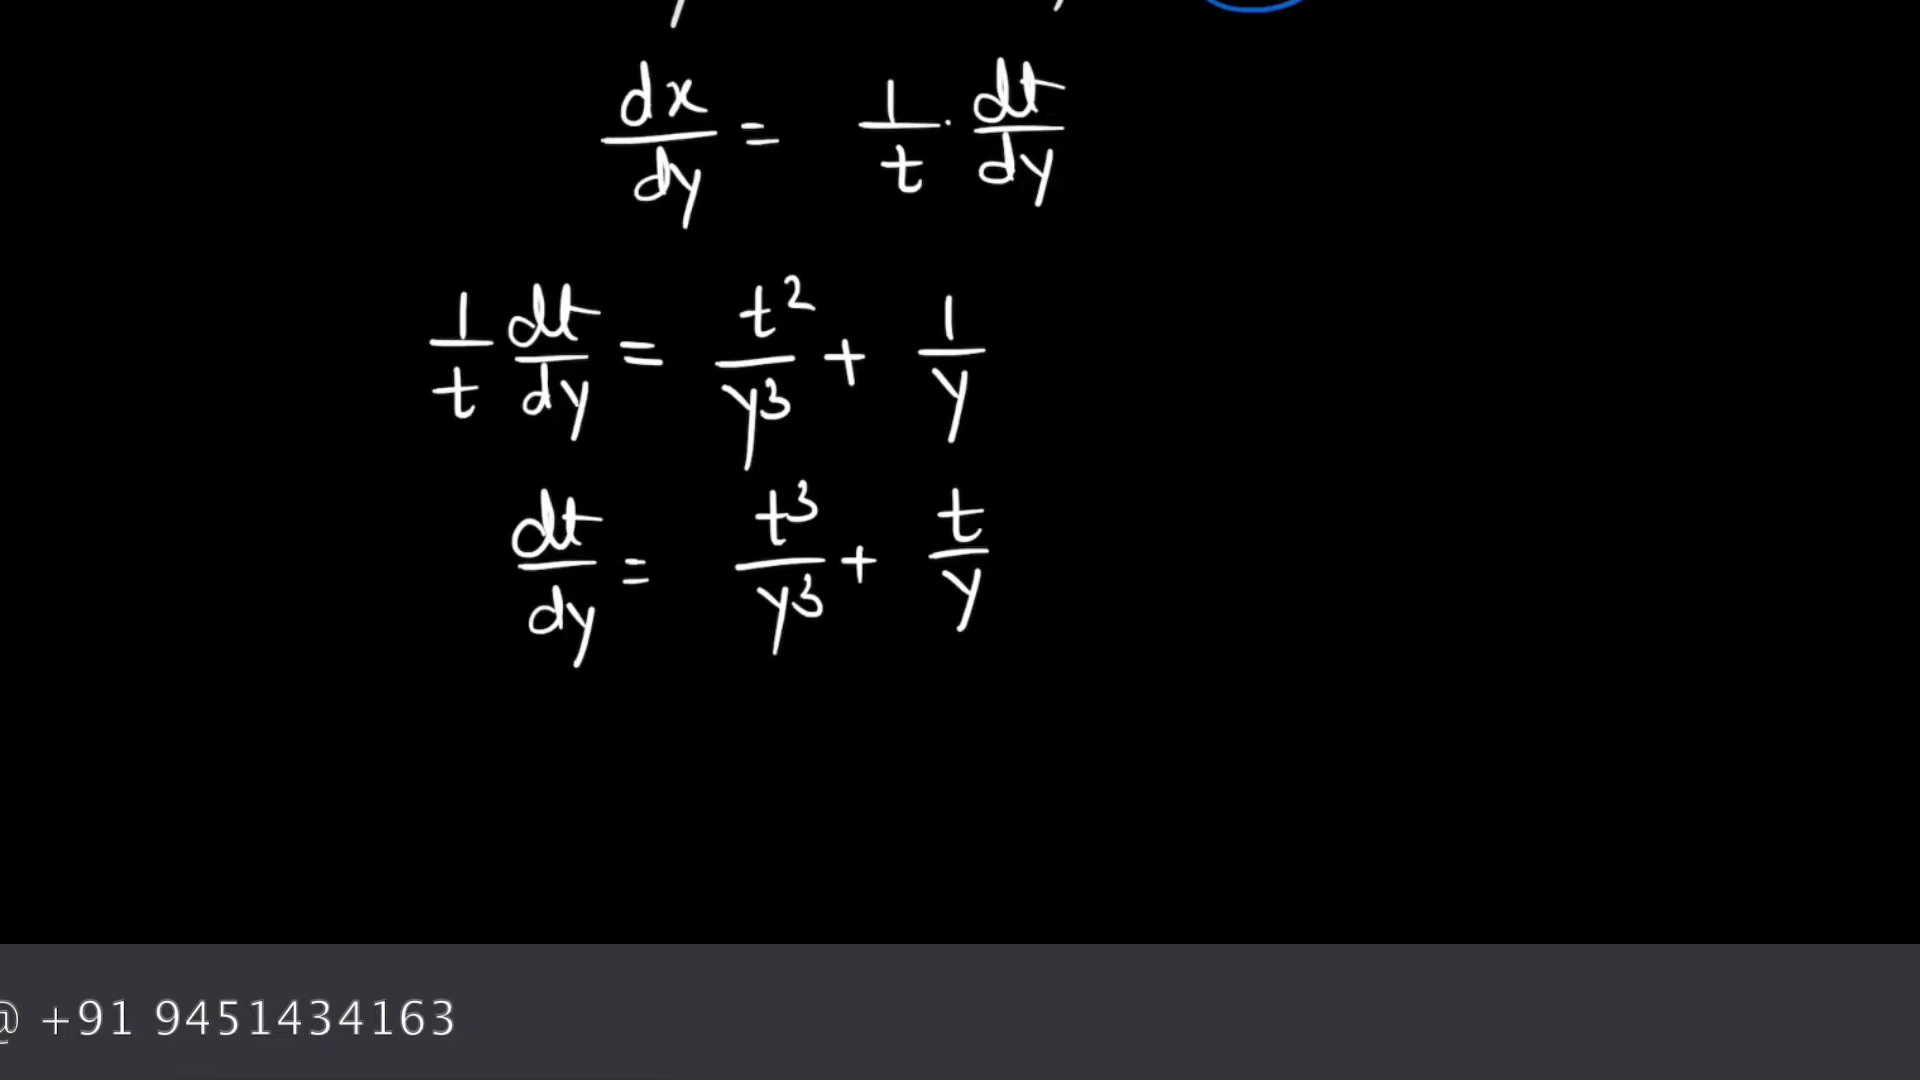 dx/dy = 1/t · dt/dy
1/t dt/dy = t²/y³ + 1/y
dt/dy = t³/y³ + t/y
@ +91 9451434163